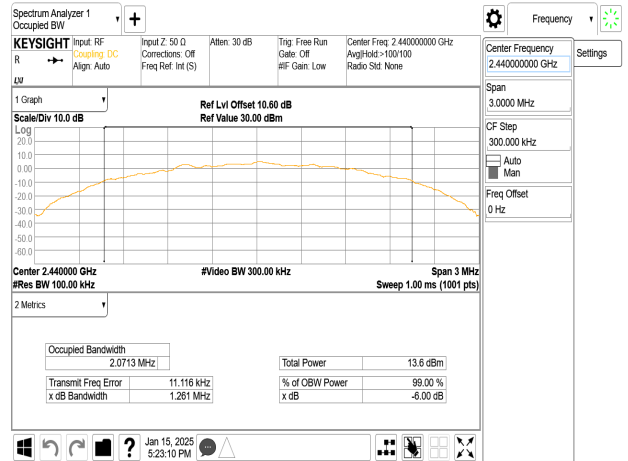 Spectrum Analyzer 1
Occupied BW
Frequency
KEYSIGHT
R
Input: RF
Coupling: DC
Align: Auto
Input Z: 50 Ω
Corrections: Off
Freq Ref: Int (S)
Atten: 30 dB
Trig: Free Run
Gate: Off
#IF Gain: Low
Center Freq: 2.440000000 GHz
Avg|Hold:>100/100
Radio Std: None
Center Frequency
2.440000000 GHz
Settings
Span
3.0000 MHz
CF Step
300.000 kHz
Auto
Man
Freq Offset
0 Hz
1 Graph
Scale/Div 10.0 dB
Ref Lvl Offset 10.60 dB
Ref Value 30.00 dBm
Log
20.0
10.0
0.00
-10.0
-20.0
-30.0
-40.0
-50.0
-60.0
Center 2.440000 GHz
#Video BW 300.00 kHz
Span 3 MHz
#Res BW 100.00 kHz
Sweep 1.00 ms (1001 pts)
2 Metrics
Occupied Bandwidth
2.0713 MHz
Total Power 13.6 dBm
Transmit Freq Error 11.116 kHz
% of OBW Power 99.00 %
x dB Bandwidth 1.261 MHz
x dB -6.00 dB
?
Jan 15, 2025
5:23:10 PM